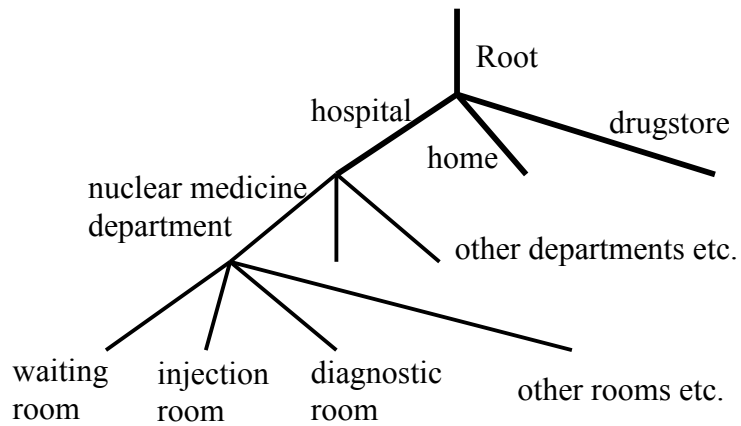 Root
hospital
drugstore
home
nuclear medicine
department
other departments etc.
waiting
room
injection
room
diagnostic
room
other rooms etc.